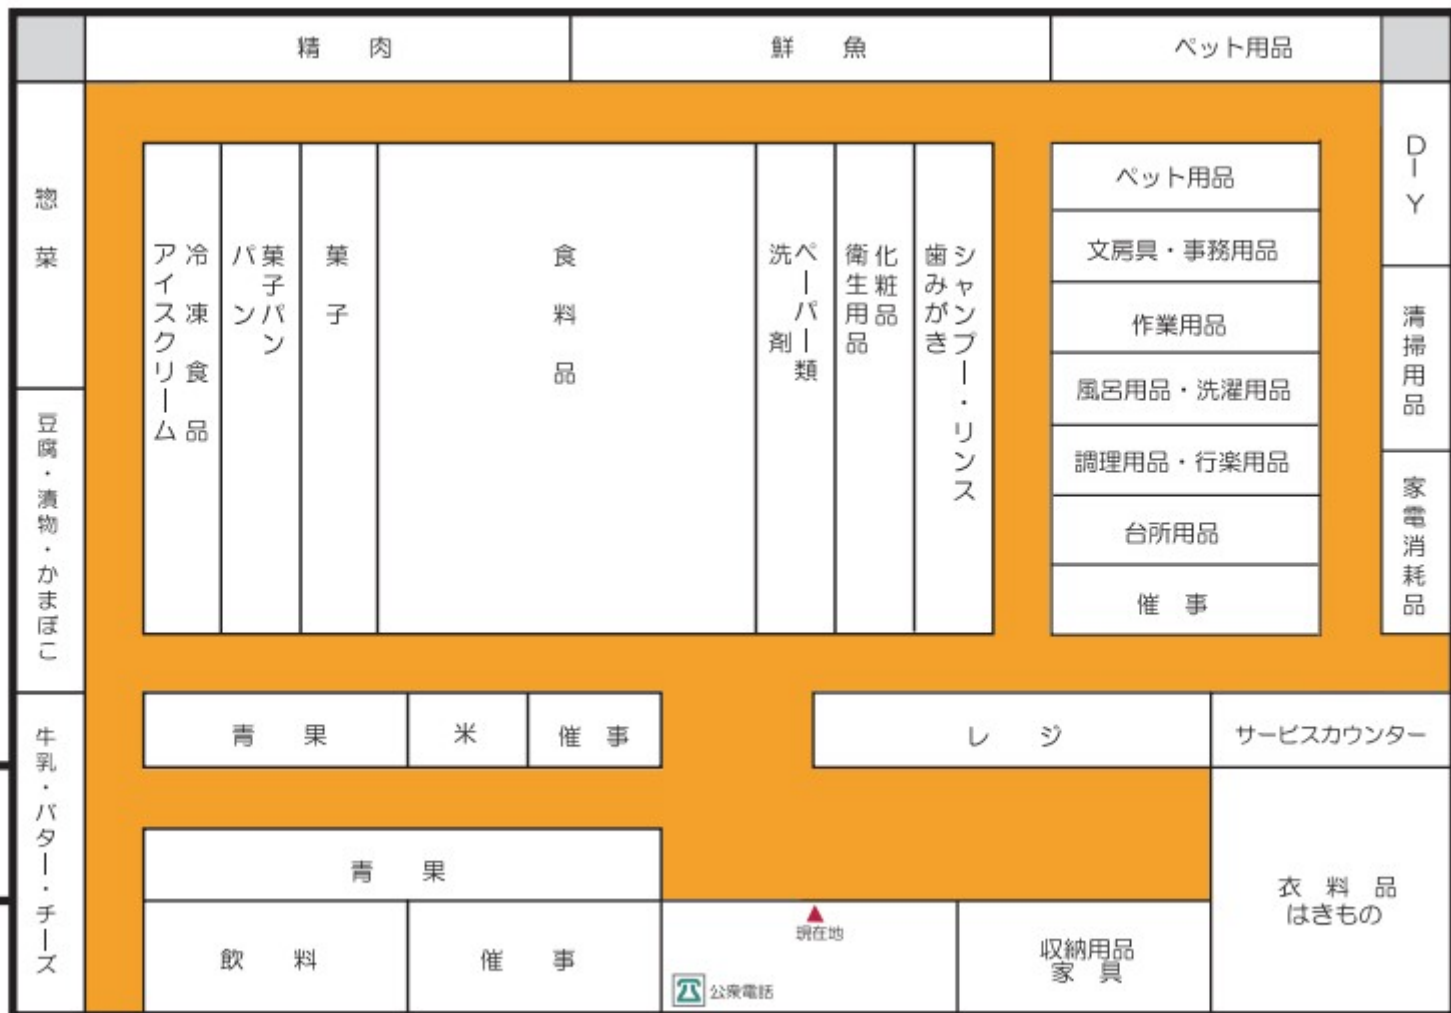 精肉
鮮魚
ペット用品
惣菜
豆腐・漬物・かまぼこ
牛乳・バター・チーズ
冷凍食品
アイスクリーム
菓子パン
パン
菓子
食料品
ペーパー類
洗剤
化粧品
衛生用品
シャンプー・リンス
歯みがき
ペット用品
文房具・事務用品
作業用品
風呂用品・洗濯用品
調理用品・行楽用品
台所用品
催事
DIY
清掃用品
家電消耗品
青果
米
催事
レジ
サービスカウンター
青果
飲料
催事
現在地
公衆電話
収納用品
家具
衣料品
はきもの